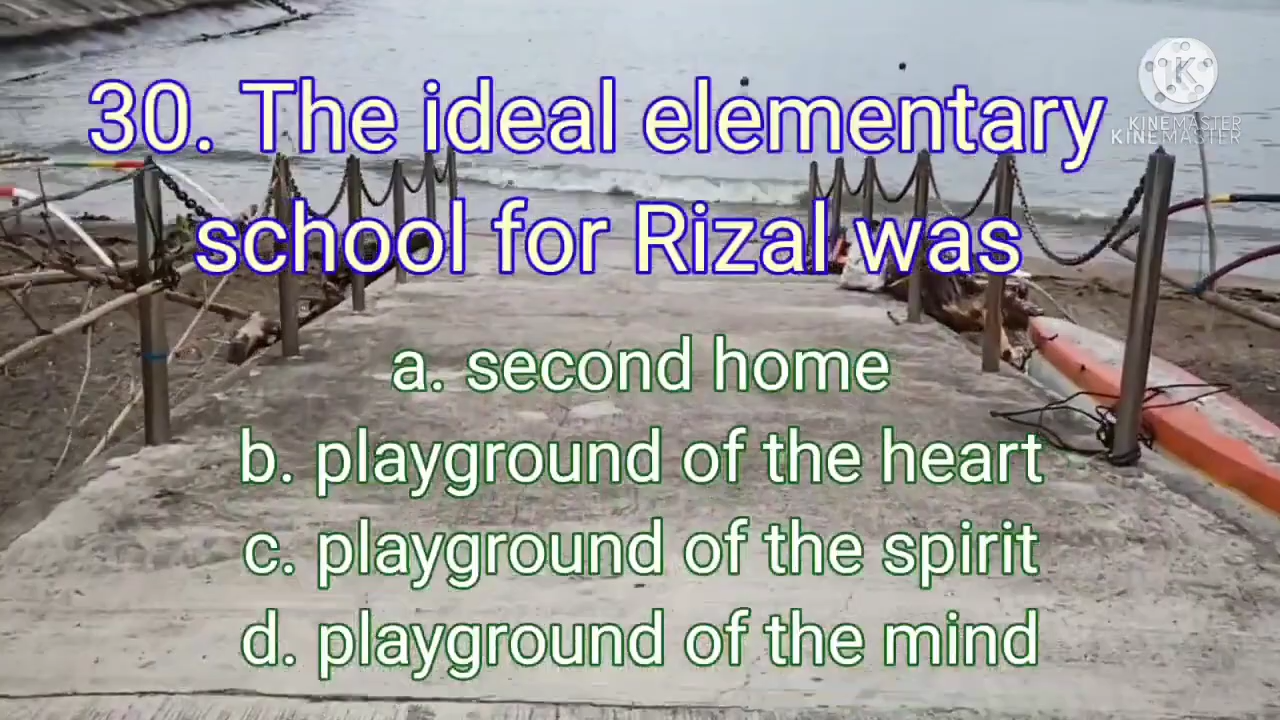 30. The ideal elementary
school for Rizal was
a. second home
b. playground of the heart
c. playground of the spirit
d. playground of the mind
K
KINEMASTER
KINEMASTER